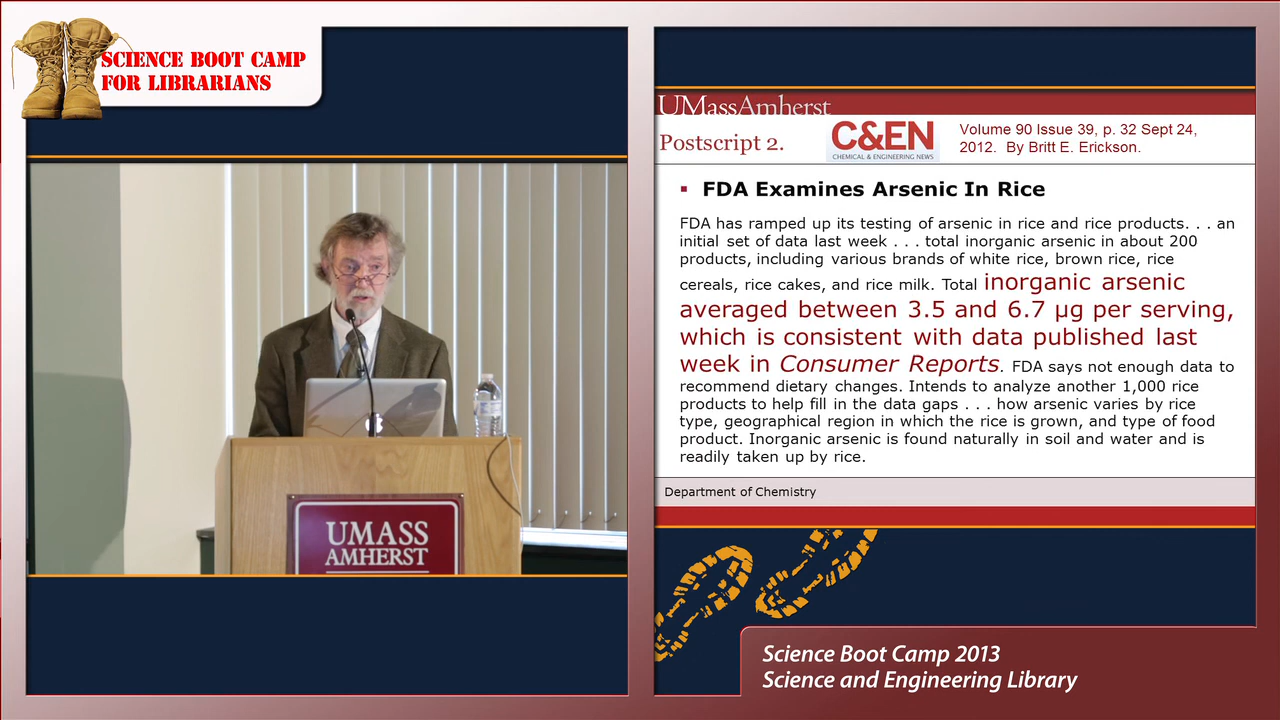 SCIENCE BOOT CAMP
FOR LIBRARIANS
UMASS
AMHERST
UMassAmherst
Postscript 2.
C&EN
CHEMICAL & ENGINEERING NEWS
Volume 90 Issue 39, p. 32 Sept 24,
2012. By Britt E. Erickson.
▪ FDA Examines Arsenic In Rice
FDA has ramped up its testing of arsenic in rice and rice products. . . an
initial set of data last week . . . total inorganic arsenic in about 200
products, including various brands of white rice, brown rice, rice
cereals, rice cakes, and rice milk. Total inorganic arsenic
averaged between 3.5 and 6.7 µg per serving,
which is consistent with data published last
week in Consumer Reports. FDA says not enough data to
recommend dietary changes. Intends to analyze another 1,000 rice
products to help fill in the data gaps . . . how arsenic varies by rice
type, geographical region in which the rice is grown, and type of food
product. Inorganic arsenic is found naturally in soil and water and is
readily taken up by rice.
Department of Chemistry
Science Boot Camp 2013
Science and Engineering Library